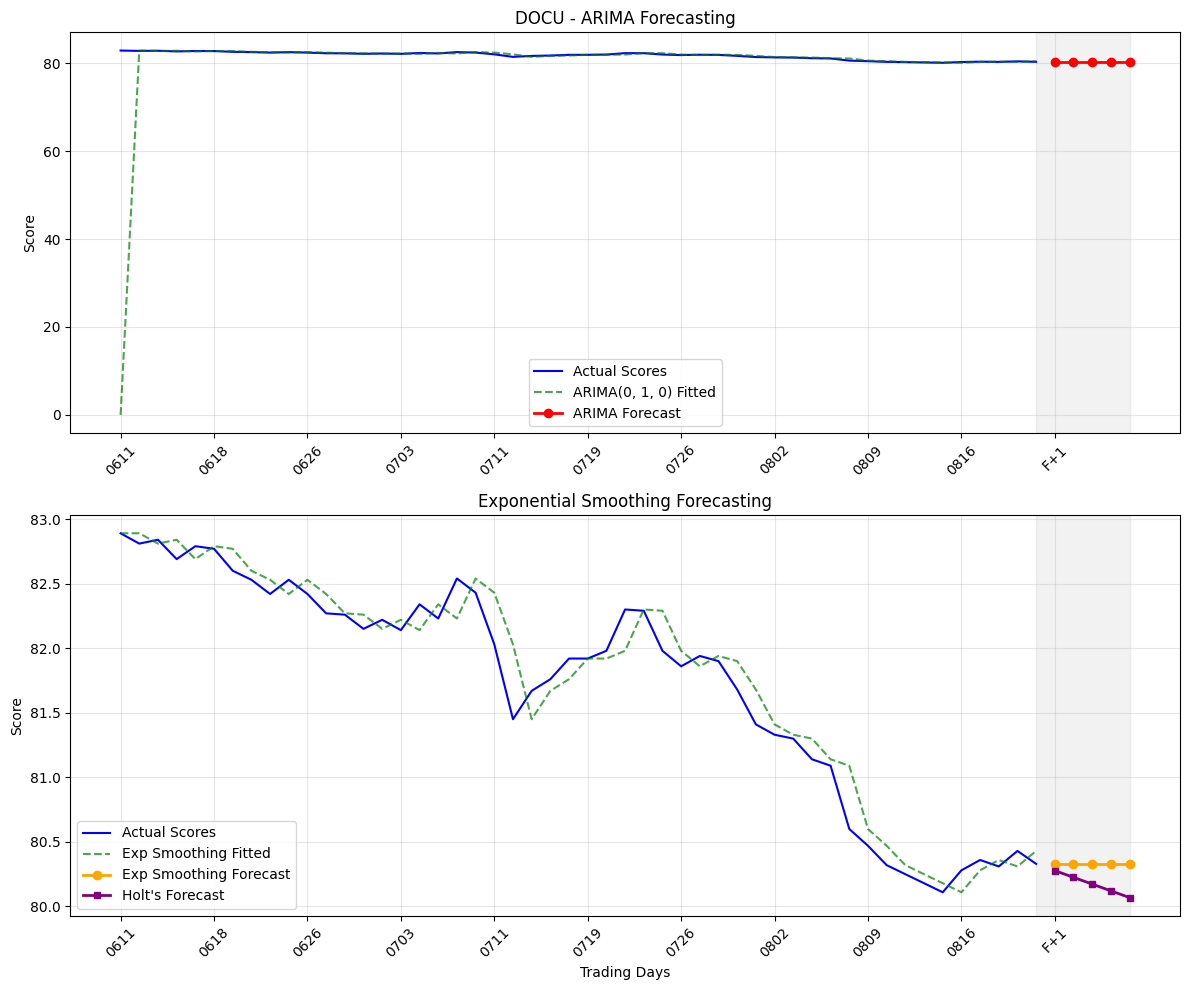 DOCU - ARIMA Forecasting
80
60
40
20
0
Score
Actual Scores
ARIMA(0, 1, 0) Fitted
ARIMA Forecast
0611
0618
0626
0703
0711
0719
0726
0802
0809
0816
F+1
Exponential Smoothing Forecasting
83.0
82.5
82.0
81.5
81.0
80.5
80.0
Score
Actual Scores
Exp Smoothing Fitted
Exp Smoothing Forecast
Holt's Forecast
0611
0618
0626
0703
0711
0719
0726
0802
0809
0816
F+1
Trading Days